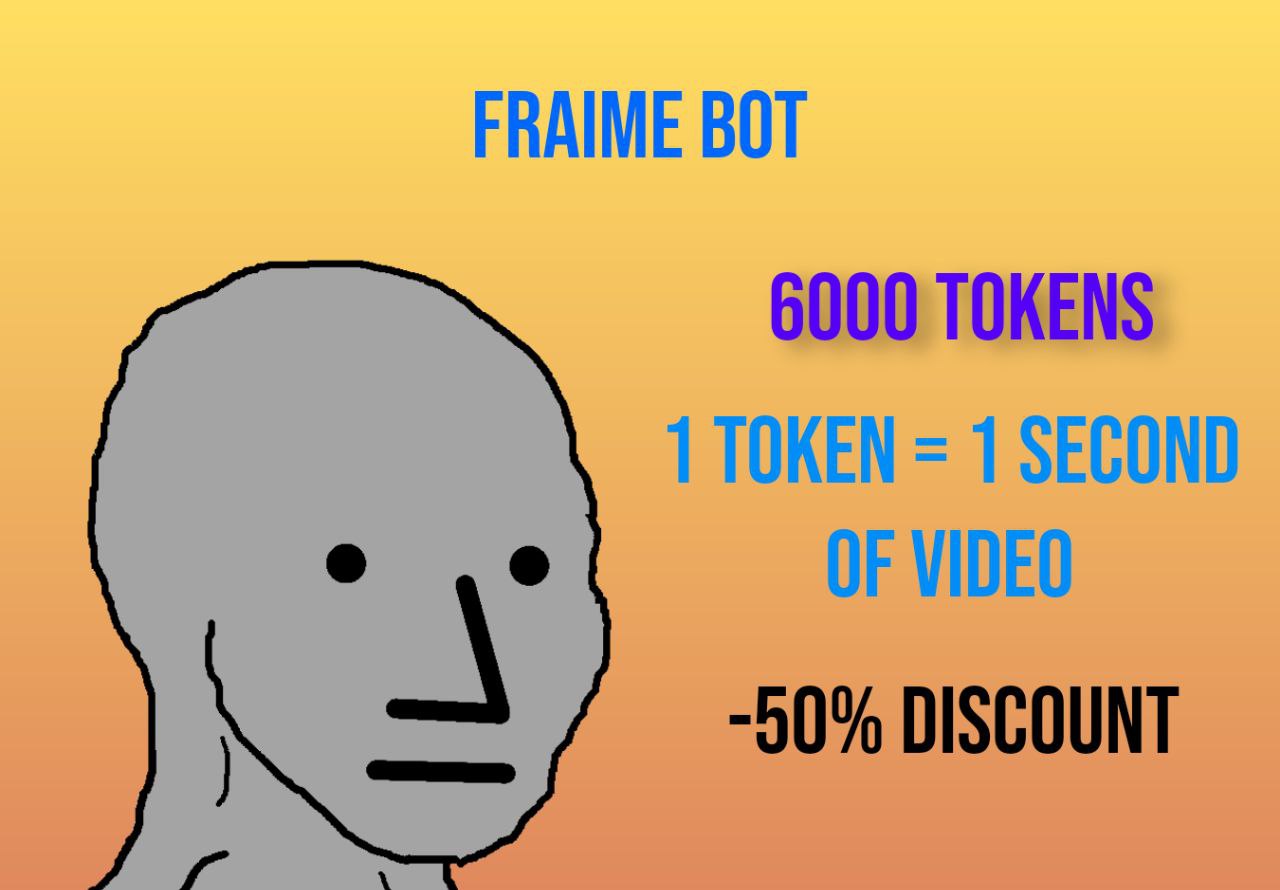 FRAIME BOT
6000 TOKENS
1 TOKEN = 1 SECOND
OF VIDEO
-50% DISCOUNT